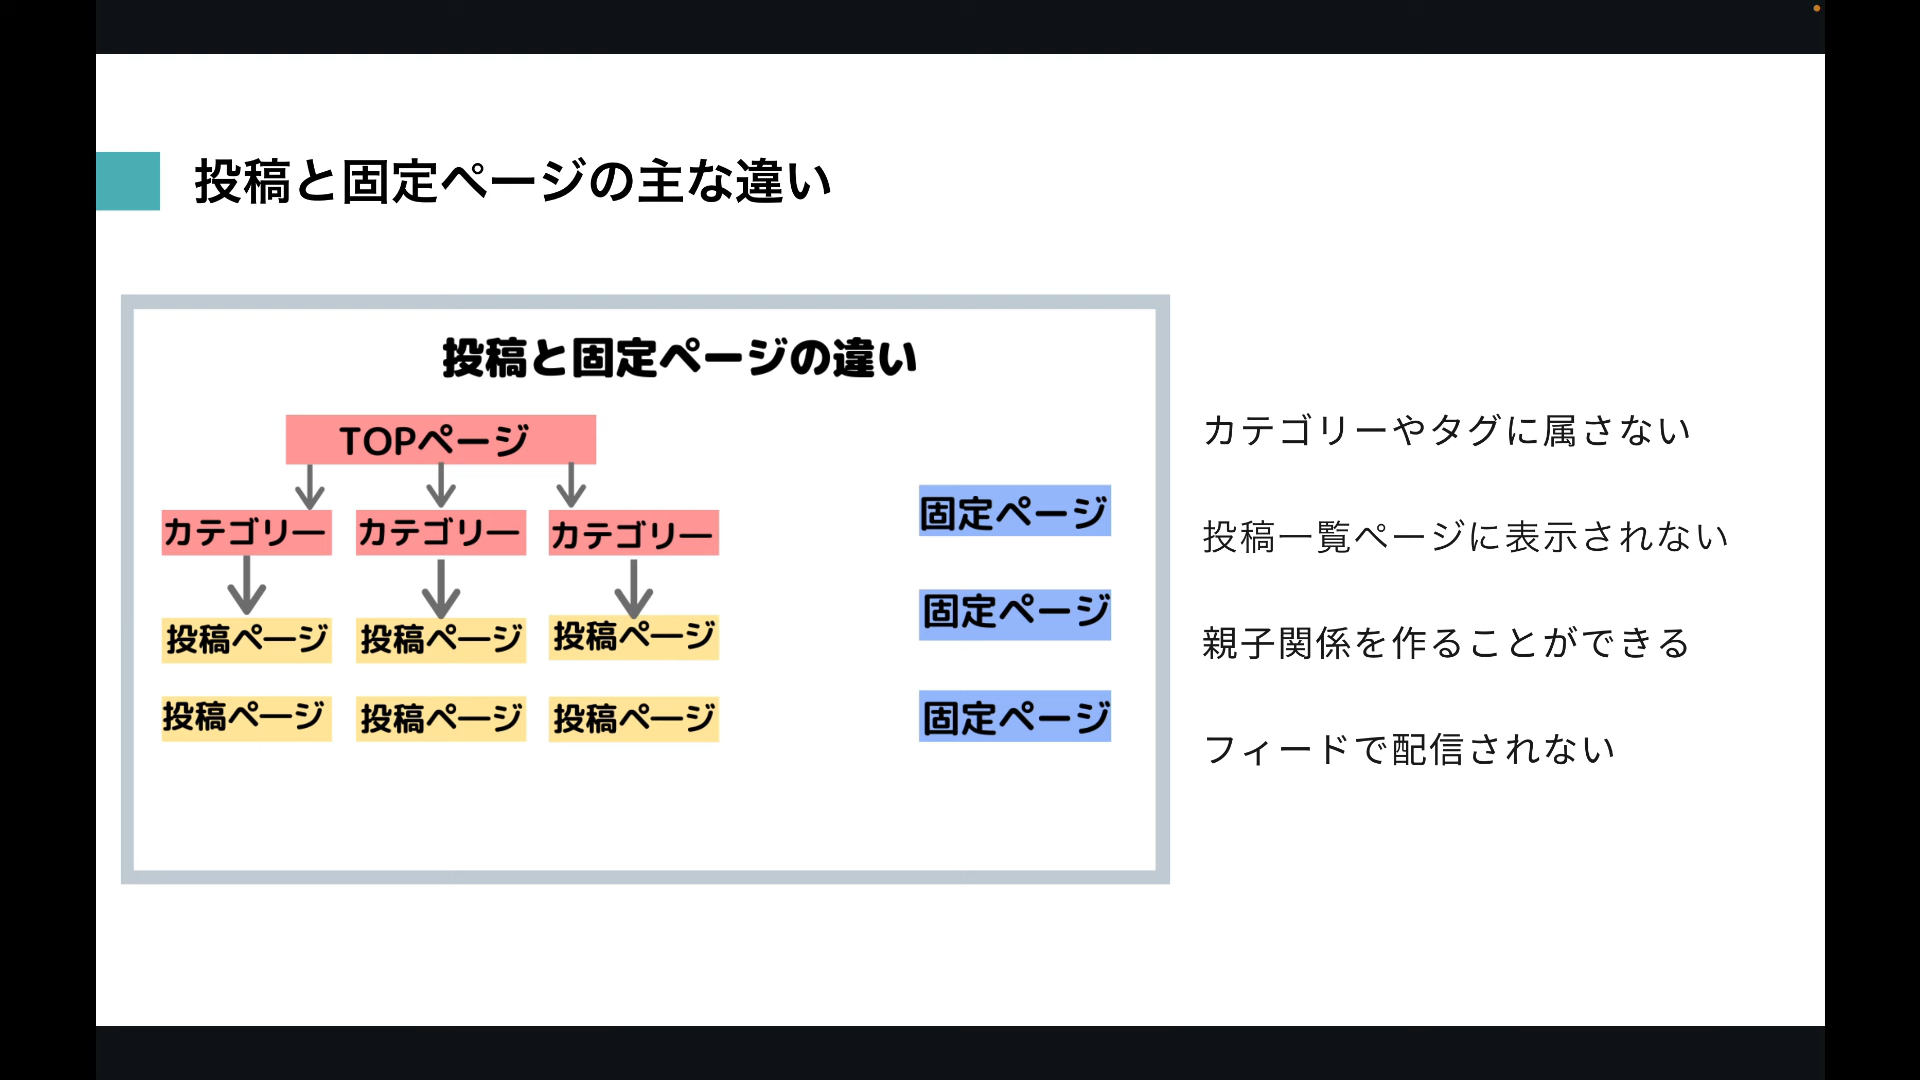 投稿と固定ページの主な違い
投稿と固定ページの違い
TOPページ
カテゴリー カテゴリー カテゴリー
投稿ページ 投稿ページ 投稿ページ
投稿ページ 投稿ページ 投稿ページ
固定ページ
固定ページ
固定ページ
カテゴリーやタグに属さない
投稿一覧ページに表示されない
親子関係を作ることができる
フィードで配信されない